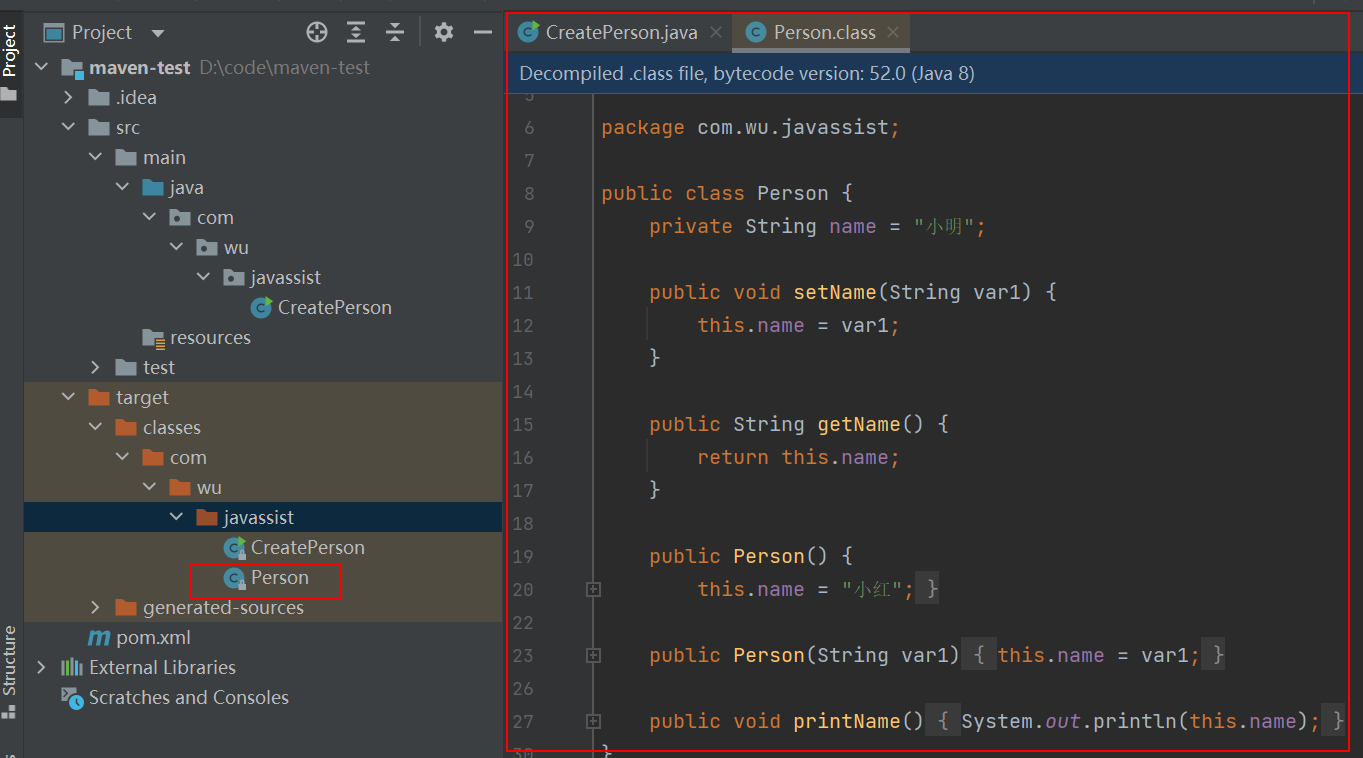 Project
Project
maven-test D:\code\maven-test
.idea
src
main
java
com
wu
javassist
CreatePerson
resources
test
target
classes
com
wu
javassist
CreatePerson
Person
generated-sources
pom.xml
External Libraries
Scratches and Consoles
Structure
CreatePerson.java
Person.class
Decompiled .class file, bytecode version: 52.0 (Java 8)
5
6 package com.wu.javassist;
7
8 public class Person {
9 private String name = "小明";
10
11 public void setName(String var1) {
12 this.name = var1;
13 }
14
15 public String getName() {
16 return this.name;
17 }
18
19 public Person() {
20 this.name = "小红"; }
22
23 public Person(String var1) { this.name = var1; }
26
27 public void printName() { System.out.println(this.name); }
30 }